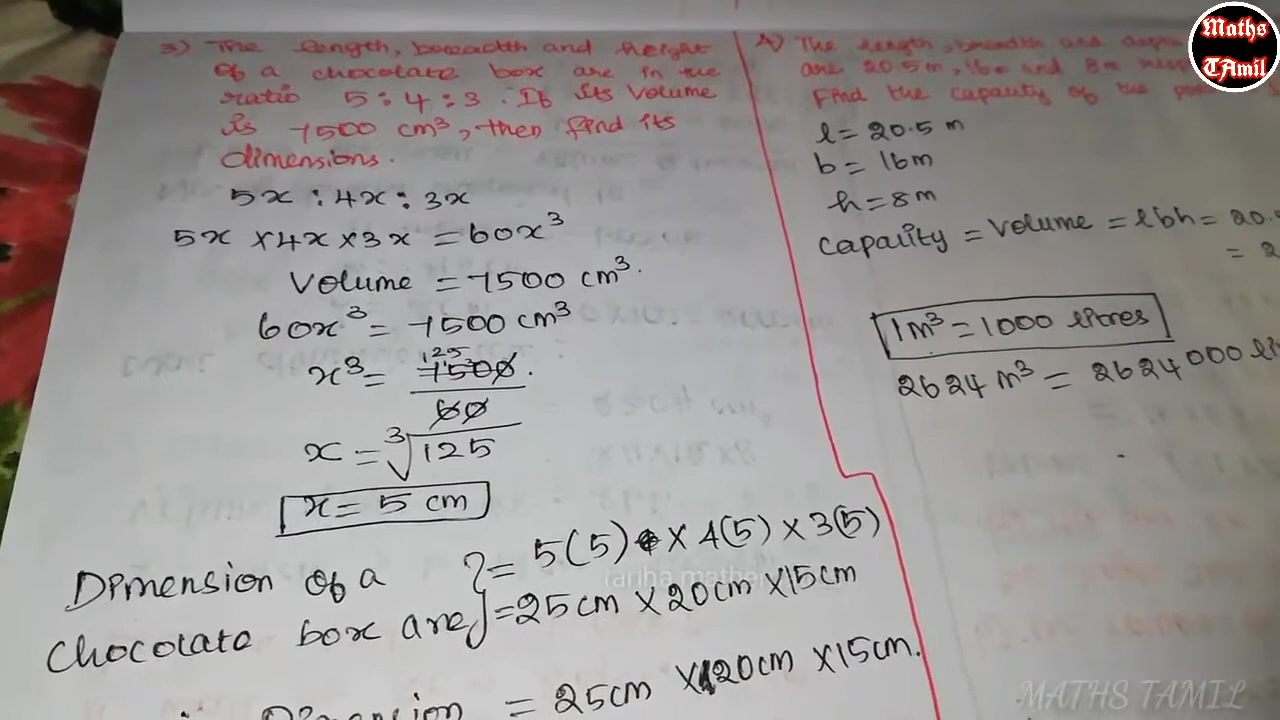 3) The length, breadth and height
of a chocolate box are in the
ratio 5:4:3. If its volume
is 7500 cm³, then find its
dimensions.
5x : 4x : 3x
5x × 4x × 3x = 60x³
Volume = 7500 cm³.
60x³ = 7500 cm³
125
x³ = 7500.
60
x = ³√125
x = 5 cm
Dimension of a
chocolate box are } = 5(5) × 4(5) × 3(5)
= 25cm × 20cm × 15cm
∴ Dimension = 25cm × 20cm × 15cm.
4) The length, breadth and
are 20.5m, 16m and 8m
Find the capacity of the
l = 20.5 m
b = 16m
h = 8m
capacity = Volume = lbh = 20.
= 2
1m³ = 1000 litres
2624 m³ = 2624000
Maths
TAmil
MATHS TAMIL